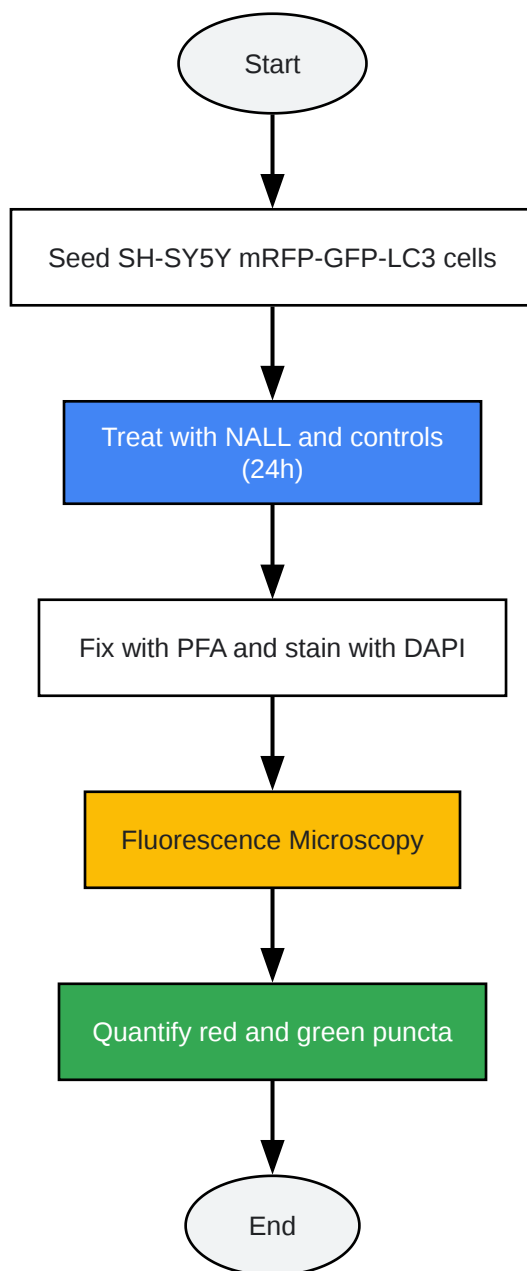 Start
Seed SH-SY5Y mRFP-GFP-LC3 cells
Treat with NALL and controls
(24h)
Fix with PFA and stain with DAPI
Fluorescence Microscopy
Quantify red and green puncta
End